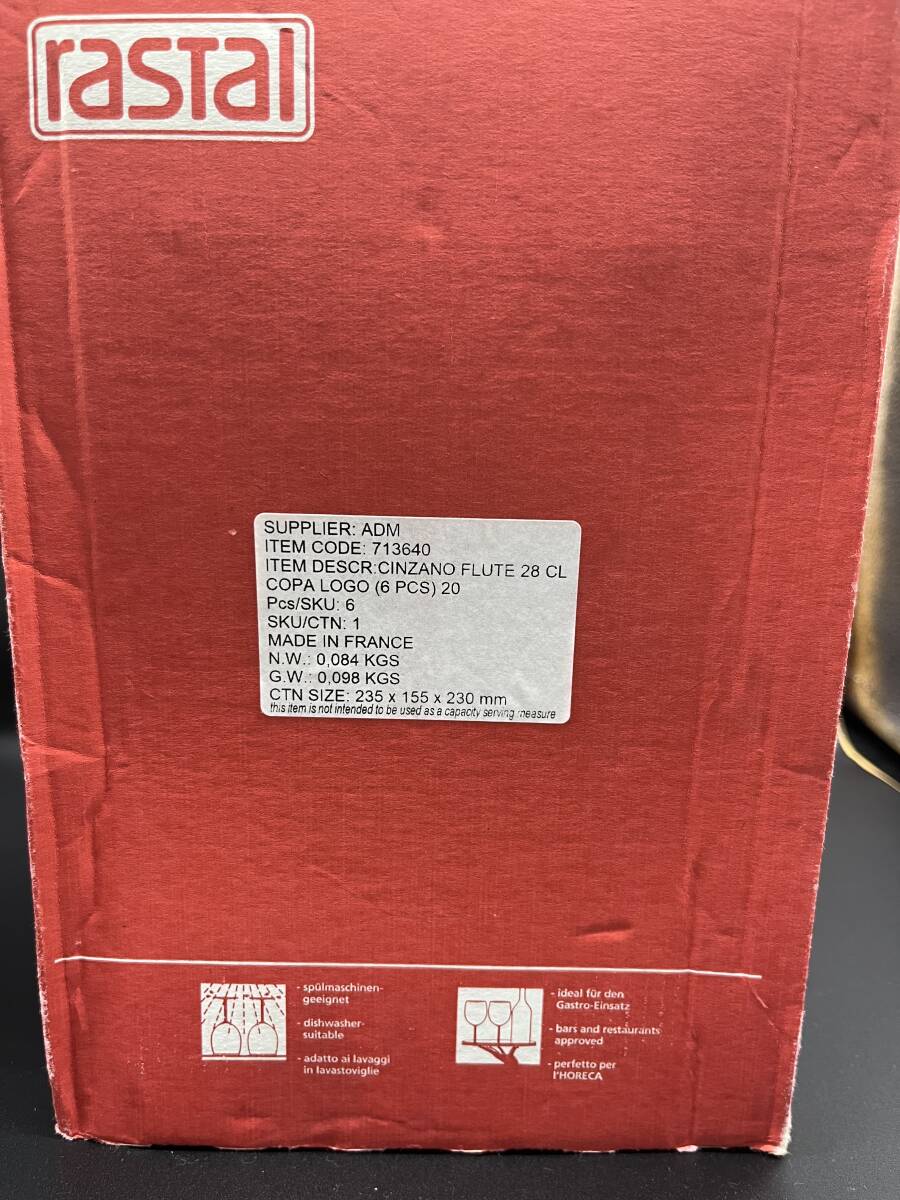 rastal
SUPPLIER: ADM
ITEM CODE: 713640
ITEM DESCR:CINZANO FLUTE 28 CL
COPA LOGO (6 PCS) 20
Pcs/SKU: 6
SKU/CTN: 1
MADE IN FRANCE
N.W.: 0,084 KGS
G.W.: 0,098 KGS
CTN SIZE: 235 x 155 x 230 mm
this item is not intended to be used as a capacity serving measure
- spülmaschinen-
geeignet
- dishwasher-
suitable
- adatto ai lavaggi
in lavastoviglie
- ideal für den
Gastro-Einsatz
- bars and restaurants
approved
- perfetto per
l'HORECA